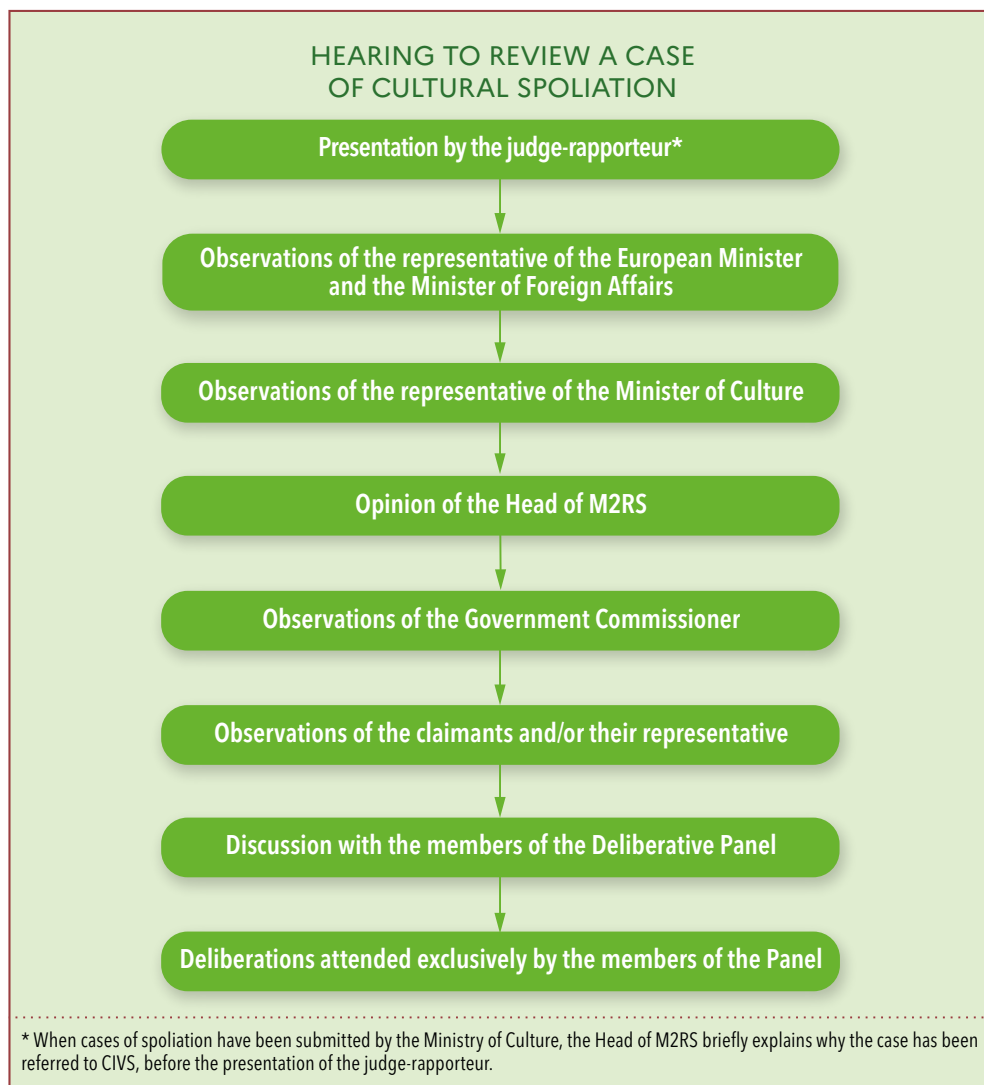 HEARING TO REVIEW A CASE
OF CULTURAL SPOLIATION
Presentation by the judge-rapporteur*
Observations of the representative of the European Minister
and the Minister of Foreign Affairs
Observations of the representative of the Minister of Culture
Opinion of the Head of M2RS
Observations of the Government Commissioner
Observations of the claimants and/or their representative
Discussion with the members of the Deliberative Panel
Deliberations attended exclusively by the members of the Panel
* When cases of spoliation have been submitted by the Ministry of Culture, the Head of M2RS briefly explains why the case has been
referred to CIVS, before the presentation of the judge-rapporteur.